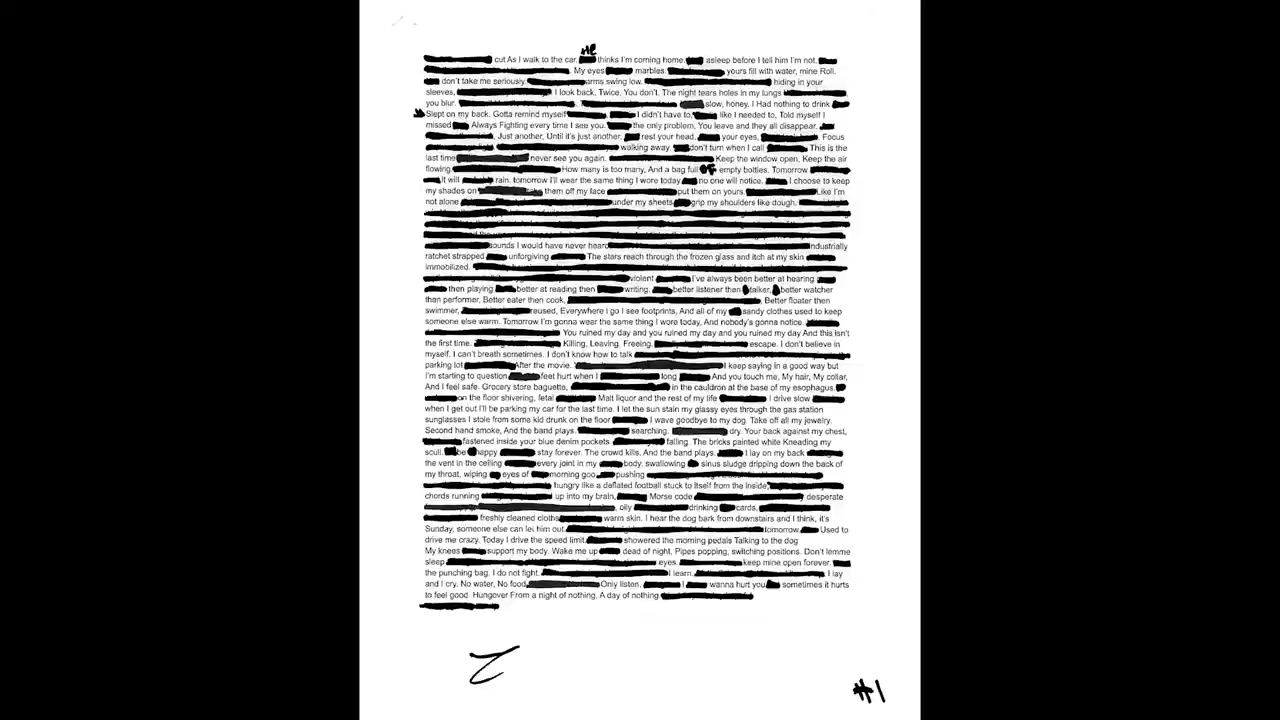 He
cut As I walk to the car. thinks I'm coming home. asleep before I tell him I'm not.
My eyes marbles. yours fill with water, mine Roll.
don't take me seriously. arms swing low. hiding in your
sleeves, I look back, Twice, You don't. The night tears holes in my lungs
you blur. slow, honey. I Had nothing to drink
Slept on my back. Gotta remind myself I didn't have to, like I needed to, Told myself I
missed Always Fighting every time I see you. the only problem, You leave and they all disappear.
Just another, Until it's just another. rest your head, your eyes, Focus
walking away. don't turn when I call This is the
last time never see you again. Keep the window open, Keep the air
flowing How many is too many, And a bag full of empty bottles. Tomorrow
It will rain. tomorrow I'll wear the same thing I wore today no one will notice. I choose to keep
my shades on them off my face put them on yours. Like I'm
not alone under my sheets grip my shoulders like dough.
sounds I would have never heard industrially
ratchet strapped unforgiving The stars reach through the frozen glass and itch at my skin
immobilized.
violent I've always been better at hearing
then playing better at reading then writing, better listener then talker, better watcher
then performer, Better eater then cook, Better floater then
swimmer, reused, Everywhere I go I see footprints, And all of my sandy clothes used to keep
someone else warm. Tomorrow I'm gonna wear the same thing I wore today, And nobody's gonna notice.
You ruined my day and you ruined my day and you ruined my day And this isn't
the first time. Killing, Leaving, Freeing, escape. I don't believe in
myself. I can't breath sometimes. I don't know how to talk
parking lot After the movie. I keep saying in a good way but
I'm starting to question feet hurt when I long And you touch me, My hair, My collar,
And I feel safe. Grocery store baguette, in the cauldron at the base of my esophagus.
on the floor shivering, fetal Malt liquor and the rest of my life I drive slow
when I get out I'll be parking my car for the last time. I let the sun stain my glassy eyes through the gas station
sunglasses I stole from some kid drunk on the floor I wave goodbye to my dog. Take off all my jewelry.
Second hand smoke, And the band plays. searching. dry. Your back against my chest,
fastened inside your blue denim pockets falling. The bricks painted white Kneading my
scull. be happy stay forever. The crowd kills, And the band plays. I lay on my back
the vent in the ceiling every joint in my body. swallowing sinus sludge dripping down the back of
my throat, wiping eyes of morning goo pushing
hungry like a deflated football stuck to itself from the inside,
chords running up into my brain, Morse code desperate
oily drinking cards,
freshly cleaned clothe warm skin. I hear the dog bark from downstairs and I think, it's
Sunday, someone else can let him out. tomorrow. Used to
drive me crazy. Today I drive the speed limit. showered the morning pedals Talking to the dog
My knees support my body. Wake me up dead of night, Pipes popping, switching positions. Don't lemme
sleep eyes. keep mine open forever.
the punching bag. I do not fight. I learn. I lay
and I cry. No water, No food. Only listen, I wanna hurt you sometimes it hurts
to feel good. Hungover From a night of nothing, A day of nothing
#1